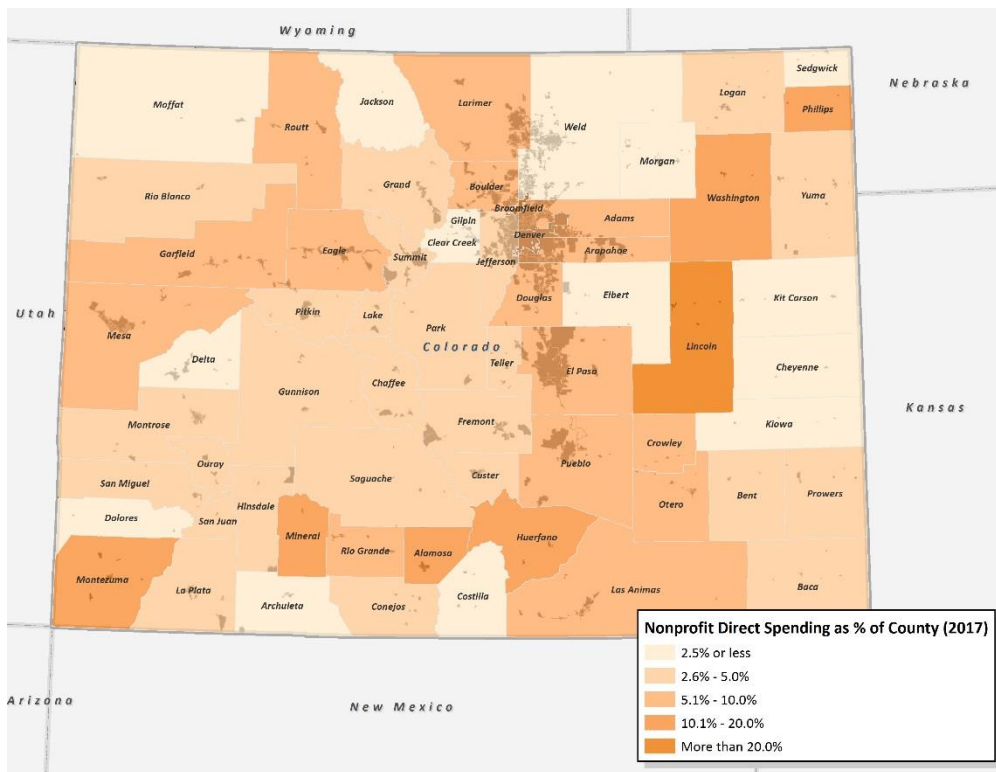 Wyoming
Nebraska
Utah
Colorado
Kansas
Arizona
New Mexico
Moffat
Routt
Jackson
Larimer
Weld
Logan
Sedgwick
Phillips
Morgan
Washington
Yuma
Rio Blanco
Grand
Boulder
Broomfield
Gilpin
Clear Creek
Denver
Adams
Arapahoe
Garfield
Eagle
Summit
Jefferson
Douglas
Elbert
Kit Carson
Mesa
Pitkin
Lake
Park
Lincoln
Delta
Teller
El Paso
Cheyenne
Gunnison
Chaffee
Fremont
Kiowa
Montrose
Crowley
Pueblo
Ouray
Saguache
Custer
San Miguel
Otero
Bent
Prowers
Dolores
San Juan
Hinsdale
Mineral
Rio Grande
Alamosa
Huerfano
Montezuma
La Plata
Archuleta
Conejos
Costilla
Las Animas
Baca
Nonprofit Direct Spending as % of County (2017)
2.5% or less
2.6% - 5.0%
5.1% - 10.0%
10.1% - 20.0%
More than 20.0%